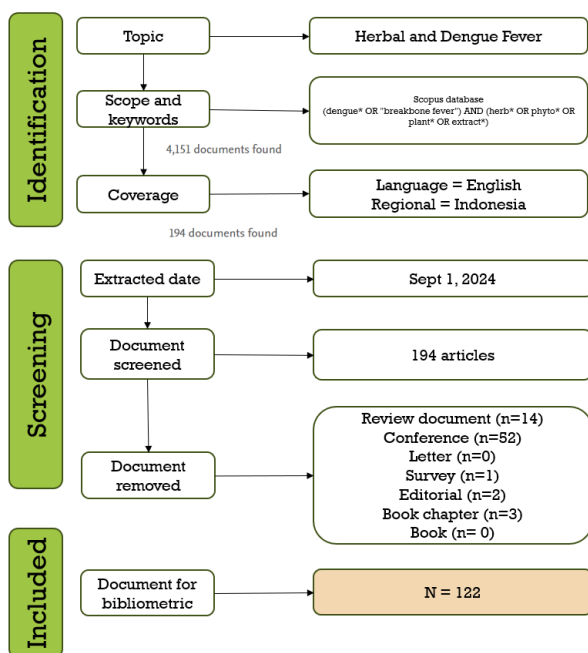 Identification
Topic
Herbal and Dengue Fever
Scope and
keywords
Scopus database
(dengue* OR "breakbone fever") AND (herb* OR phyto* OR
plant* OR extract*)
4,151 documents found
Coverage
Language = English
Regional = Indonesia
194 documents found
Screening
Extracted date
Sept 1, 2024
Document
screened
194 articles
Document
removed
Review document (n=14)
Conference (n=52)
Letter (n=0)
Survey (n=1)
Editorial (n=2)
Book chapter (n=3)
Book (n= 0)
Included
Document for
bibliometric
N = 122